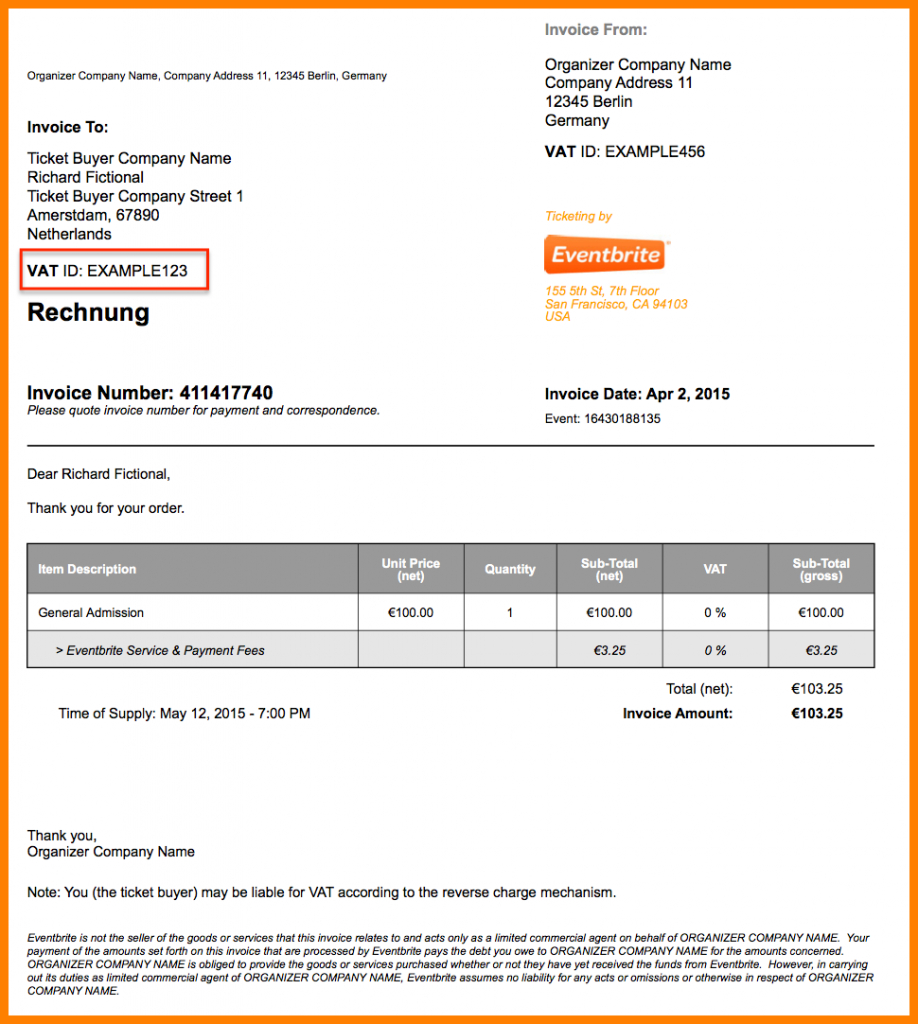 Invoice From:
Organizer Company Name, Company Address 11, 12345 Berlin, Germany
Organizer Company Name
Company Address 11
12345 Berlin
Germany
VAT ID: EXAMPLE456
Invoice To:
Ticket Buyer Company Name
Richard Fictional
Ticket Buyer Company Street 1
Amerstdam, 67890
Netherlands
VAT ID: EXAMPLE123
Ticketing by
Eventbrite
155 5th St, 7th Floor
San Francisco, CA 94103
USA
Rechnung
Invoice Number: 411417740
Please quote invoice number for payment and correspondence.
Invoice Date: Apr 2, 2015
Event: 16430188135
Dear Richard Fictional,
Thank you for your order.
Item Description Unit Price (net) Quantity Sub-Total (net) VAT Sub-Total (gross)
General Admission €100.00 1 €100.00 0 % €100.00
> Eventbrite Service & Payment Fees €3.25 0 % €3.25
Total (net): €103.25
Time of Supply: May 12, 2015 - 7:00 PM
Invoice Amount: €103.25
Thank you,
Organizer Company Name
Note: You (the ticket buyer) may be liable for VAT according to the reverse charge mechanism.
Eventbrite is not the seller of the goods or services that this invoice relates to and acts only as a limited commercial agent on behalf of ORGANIZER COMPANY NAME. Your
payment of the amounts set forth on this invoice that are processed by Eventbrite pays the debt you owe to ORGANIZER COMPANY NAME for the amounts concerned.
ORGANIZER COMPANY NAME is obliged to provide the goods or services purchased whether or not they have yet received the funds from Eventbrite. However, in carrying
out its duties as limited commercial agent of ORGANIZER COMPANY NAME, Eventbrite assumes no liability for any acts or omissions or otherwise in respect of ORGANIZER
COMPANY NAME.